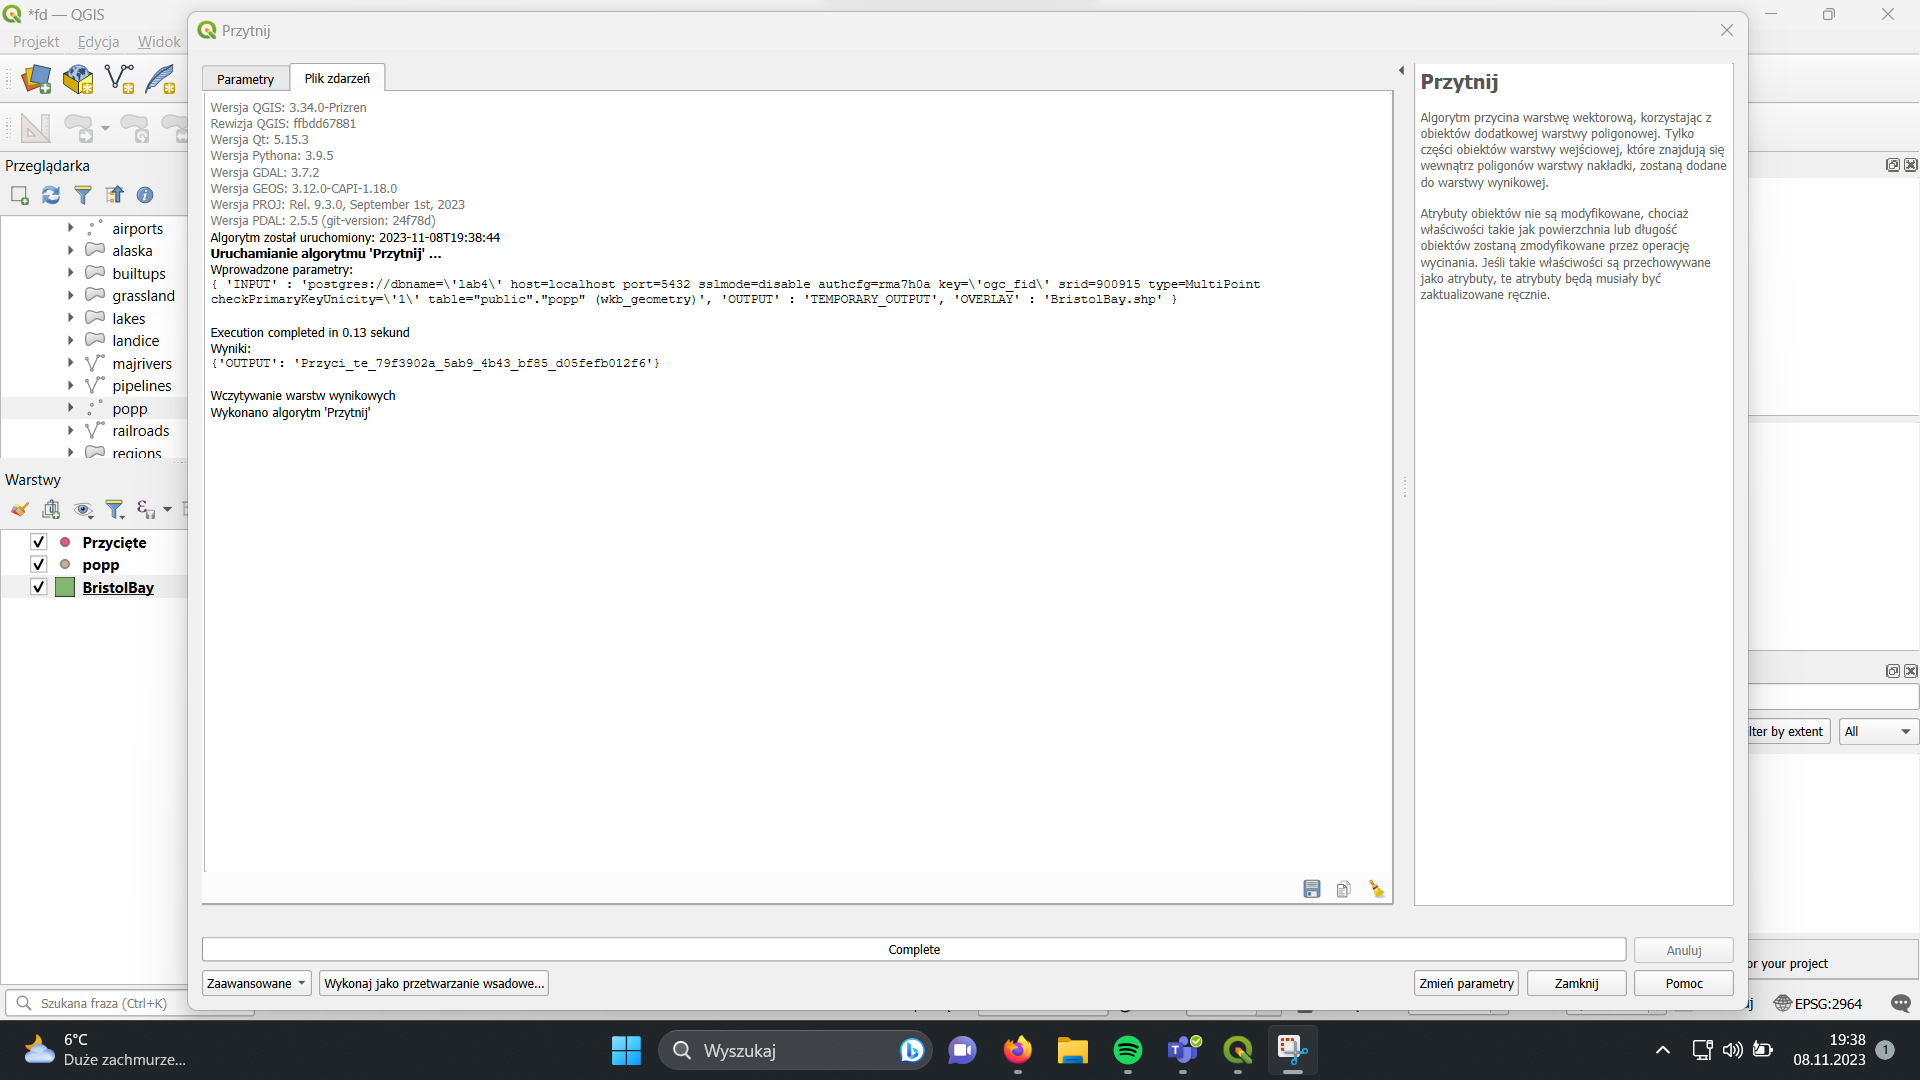 *fd — QGIS
Projekt
Edycja
Widok
Przeglądarka
airports
alaska
builtups
grassland
lakes
landice
majrivers
pipelines
popp
railroads
regions
Warstwy
Przycięte
popp
BristolBay
Szukana fraza (Ctrl+K)
Przytnij
Parametry
Plik zdarzeń
Wersja QGIS: 3.34.0-Prizren
Rewizja QGIS: ffbdd67881
Wersja Qt: 5.15.3
Wersja Pythona: 3.9.5
Wersja GDAL: 3.7.2
Wersja GEOS: 3.12.0-CAPI-1.18.0
Wersja PROJ: Rel. 9.3.0, September 1st, 2023
Wersja PDAL: 2.5.5 (git-version: 24f78d)
Algorytm został uruchomiony: 2023-11-08T19:38:44
Uruchamianie algorytmu 'Przytnij' …
Wprowadzone parametry:
{ 'INPUT' : 'postgres://dbname=\'lab4\' host=localhost port=5432 sslmode=disable authcfg=rma7h0a key=\'ogc_fid\' srid=900915 type=MultiPoint
checkPrimaryKeyUnicity=\'1\' table="public"."popp" (wkb_geometry)', 'OUTPUT' : 'TEMPORARY_OUTPUT', 'OVERLAY' : 'BristolBay.shp' }
Execution completed in 0.13 sekund
Wyniki:
{'OUTPUT': 'Przyci_te_79f3902a_5ab9_4b43_bf85_d05fefb012f6'}
Wczytywanie warstw wynikowych
Wykonano algorytm 'Przytnij'
Przytnij
Algorytm przycina warstwę wektorową, korzystając z
obiektów dodatkowej warstwy poligonowej. Tylko
części obiektów warstwy wejściowej, które znajdują się
wewnątrz poligonów warstwy nakładki, zostaną dodane
do warstwy wynikowej.
Atrybuty obiektów nie są modyfikowane, chociaż
właściwości takie jak powierzchnia lub długość
obiektów zostaną zmodyfikowane przez operację
wycinania. Jeśli takie właściwości są przechowywane
jako atrybuty, te atrybuty będą musiały być
zaktualizowane ręcznie.
Complete
Anuluj
Zaawansowane
Wykonaj jako przetwarzanie wsadowe...
Zmień parametry
Zamknij
Pomoc
lter by extent
All
or your project
EPSG:2964
6°C
Duże zachmurze...
Wyszukaj
19:38
08.11.2023
1